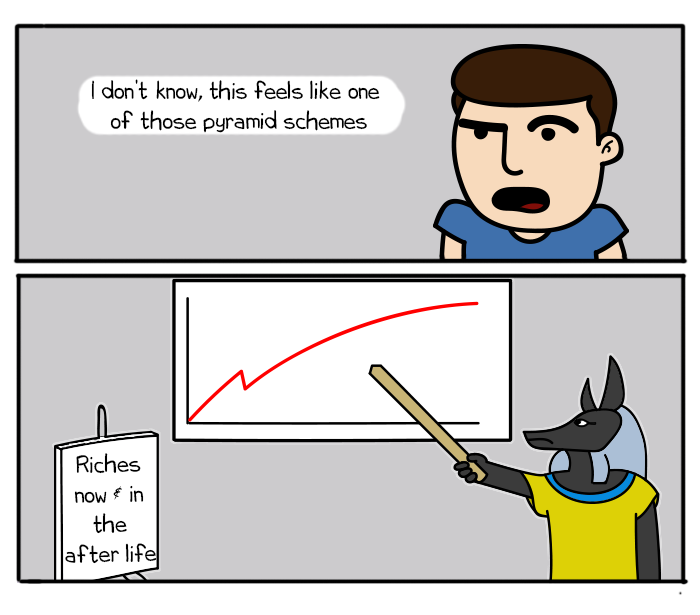 I don't know, this feels like one
of those pyramid schemes
Riches
now & in
the
after life